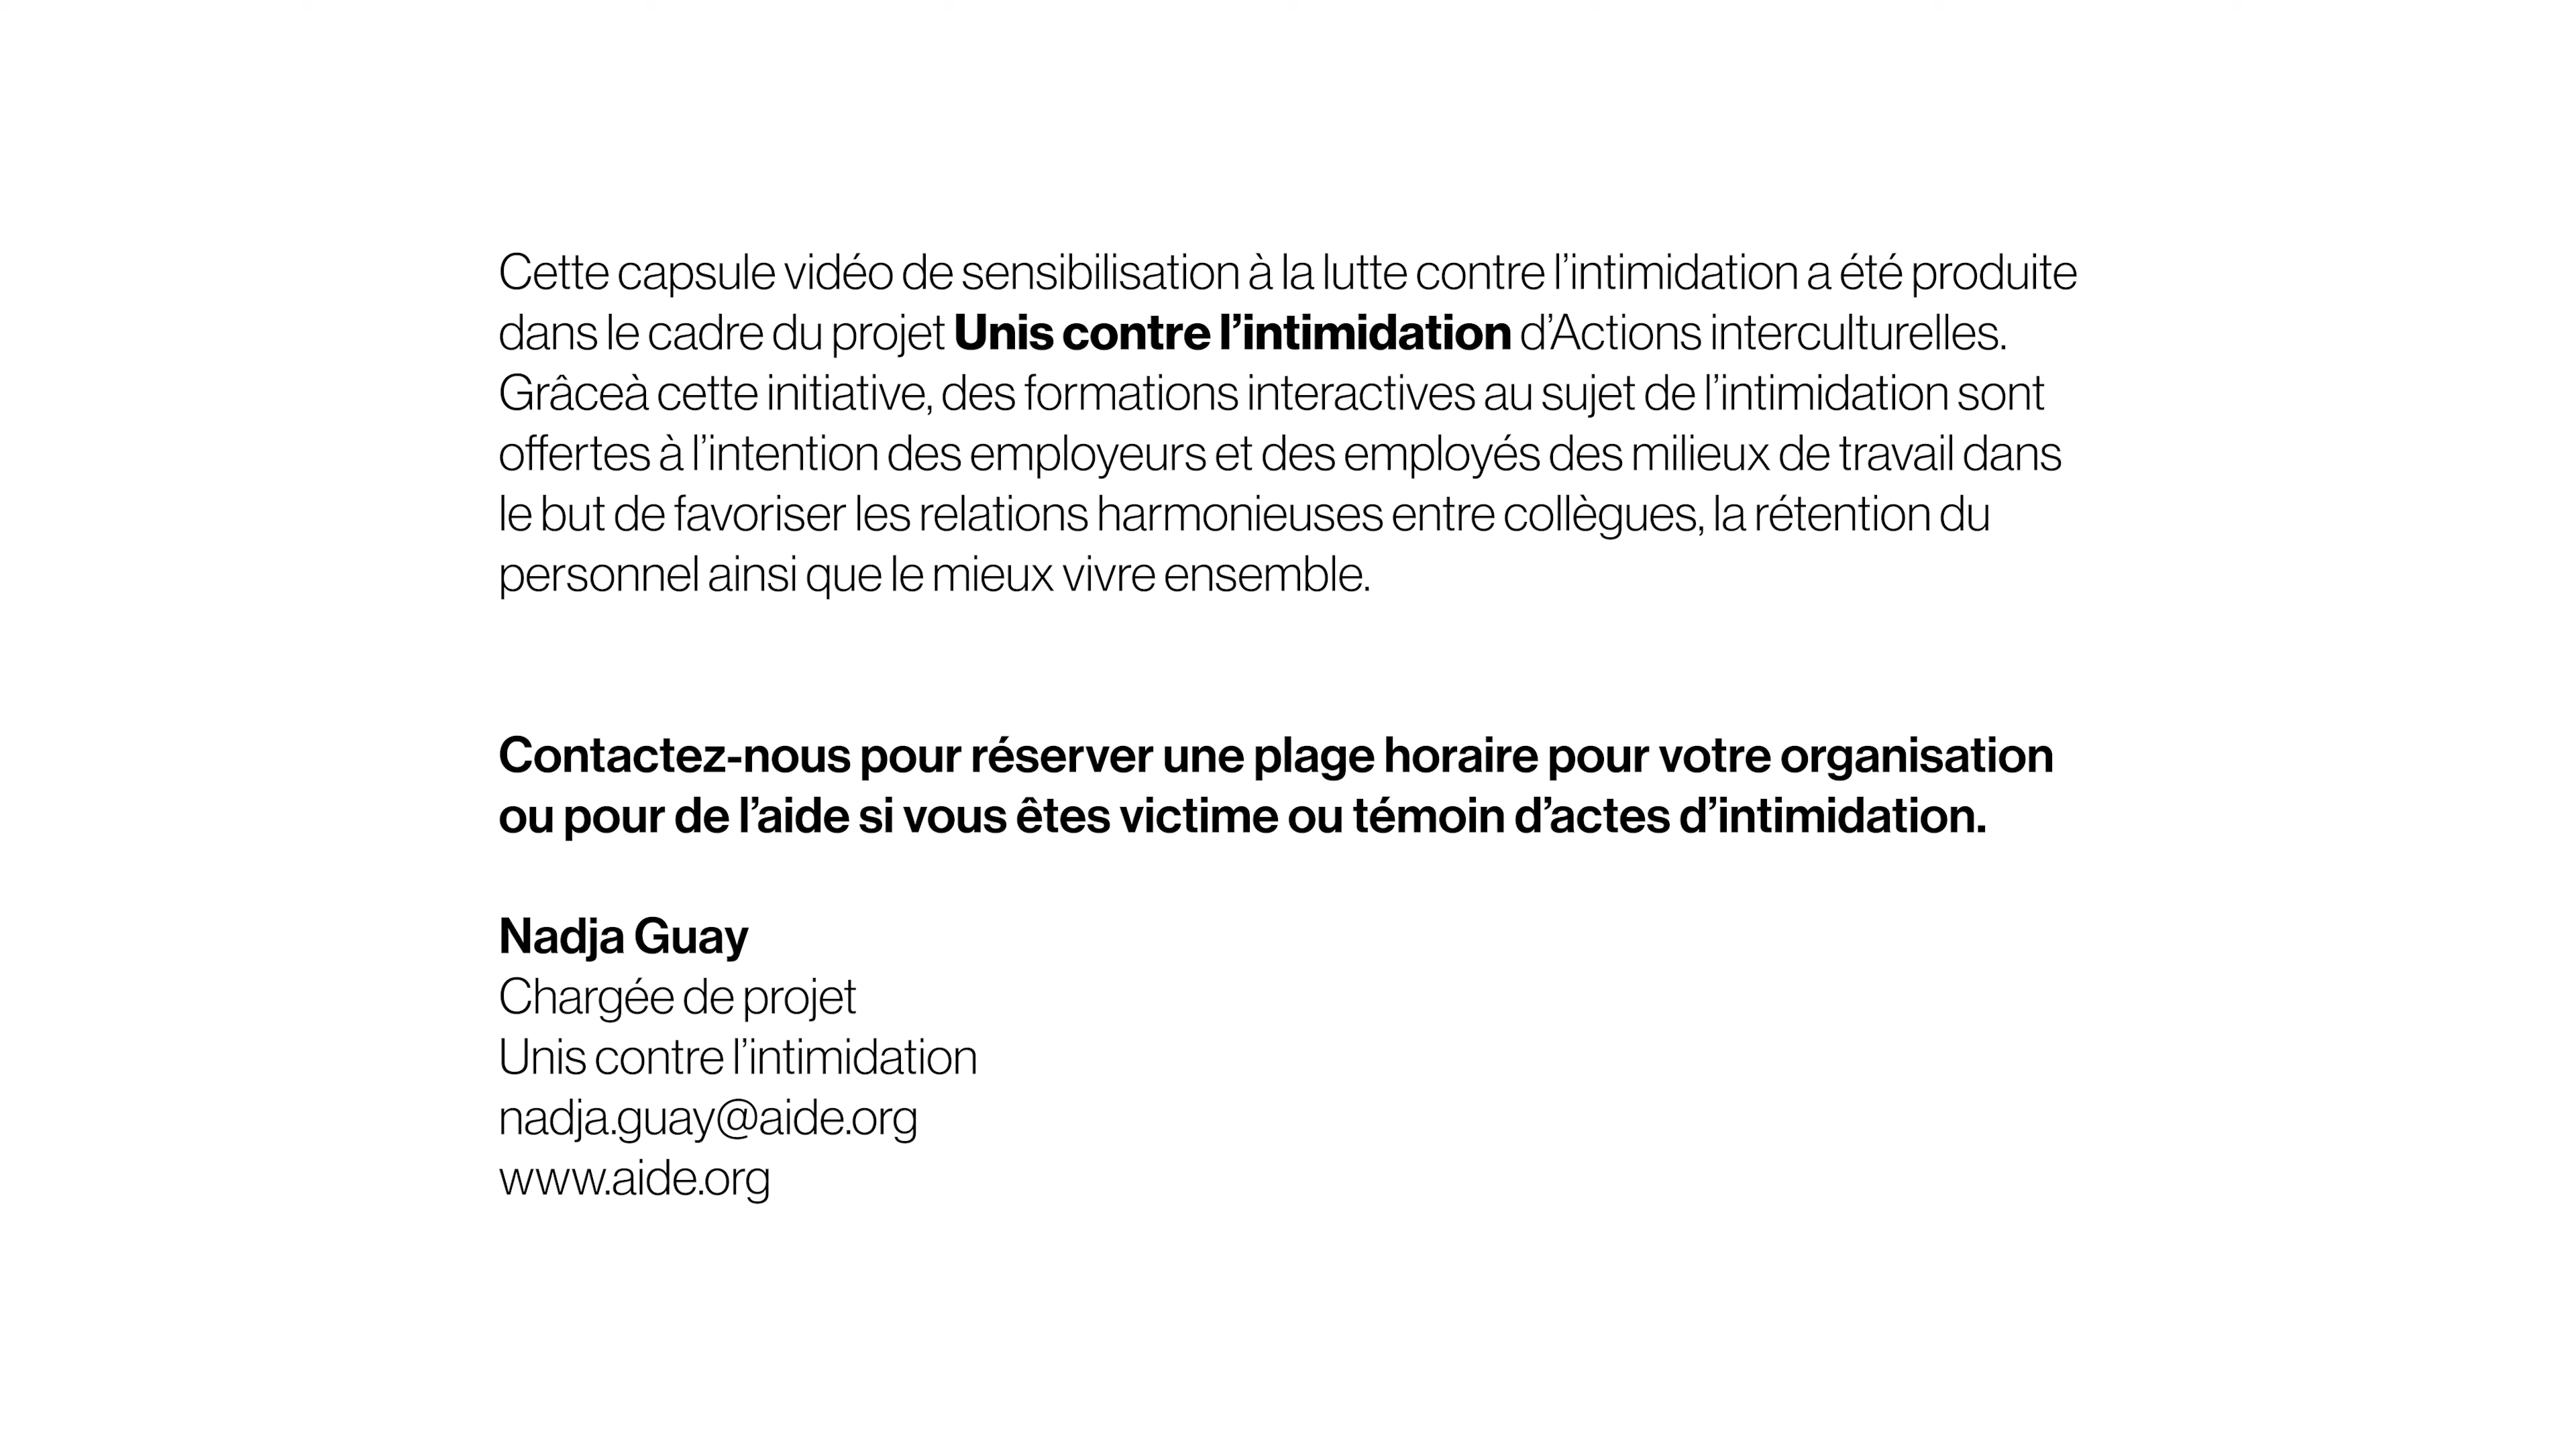 Cette capsule vidéo de sensibilisation à la lutte contre l’intimidation a été produite
dans le cadre du projet Unis contre l’intimidation d’Actions interculturelles.
Grâceà cette initiative, des formations interactives au sujet de l’intimidation sont
offertes à l’intention des employeurs et des employés des milieux de travail dans
le but de favoriser les relations harmonieuses entre collègues, la rétention du
personnel ainsi que le mieux vivre ensemble.
Contactez-nous pour réserver une plage horaire pour votre organisation
ou pour de l’aide si vous êtes victime ou témoin d’actes d’intimidation.
Nadja Guay
Chargée de projet
Unis contre l’intimidation
nadja.guay@aide.org
www.aide.org